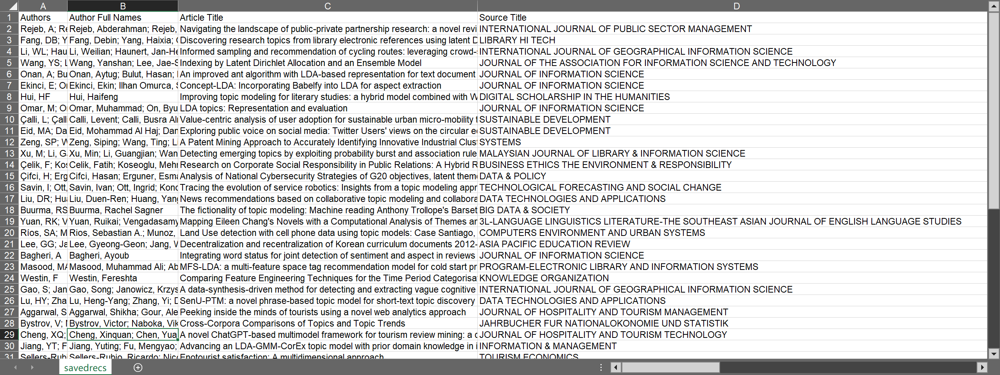 A B C D
1 Authors Author Full Names Article Title Source Title
2 Rejeb, A; Re Rejeb, Abderahman; Rejeb, Navigating the landscape of public-private partnership research: a novel revi INTERNATIONAL JOURNAL OF PUBLIC SECTOR MANAGEMENT
3 Fang, DB; Y Fang, Debin; Yang, Haixia; Discovering research topics from library electronic references using latent D LIBRARY HI TECH
4 Li, WL; Hau Li, Weilian; Haunert, Jan-He Informed sampling and recommendation of cycling routes: leveraging crowd- INTERNATIONAL JOURNAL OF GEOGRAPHICAL INFORMATION SCIENCE
5 Wang, YS; L Wang, Yanshan; Lee, Jae-S Indexing by Latent Dirichlet Allocation and an Ensemble Model JOURNAL OF THE ASSOCIATION FOR INFORMATION SCIENCE AND TECHNOLOGY
6 Onan, A; Bu Onan, Aytug; Bulut, Hasan; An improved ant algorithm with LDA-based representation for text document JOURNAL OF INFORMATION SCIENCE
7 Ekinci, E; O Ekinci, Ekin; Ilhan Omurca, S Concept-LDA: Incorporating Babelfy into LDA for aspect extraction JOURNAL OF INFORMATION SCIENCE
8 Hui, HF Hui, Haifeng Improving topic modeling for literary studies: a hybrid model combined with W DIGITAL SCHOLARSHIP IN THE HUMANITIES
9 Omar, M; O Omar, Muhammad; On, Byu LDA topics: Representation and evaluation JOURNAL OF INFORMATION SCIENCE
10 Çalli, L; Çalli Calli, Levent; Calli, Busra Al Value-centric analysis of user adoption for sustainable urban micro-mobility t SUSTAINABLE DEVELOPMENT
11 Eid, MA; Da Eid, Mohammad Al Haj; Dan Exploring public voice on social media: Twitter Users' views on the circular e SUSTAINABLE DEVELOPMENT
12 Zeng, SP; W Zeng, Siping; Wang, Ting; Li A Patent Mining Approach to Accurately Identifying Innovative Industrial Clust SYSTEMS
13 Xu, M; Li, G Xu, Min; Li, Guangjian; Wan Detecting emerging topics by exploiting probability burst and association rule MALAYSIAN JOURNAL OF LIBRARY & INFORMATION SCIENCE
14 Çelik, F; Kos Celik, Fatih; Koseoglu, Meh Research on Corporate Social Responsibility in Public Relations: A Hybrid R BUSINESS ETHICS THE ENVIRONMENT & RESPONSIBILITY
15 Çifci, H; Erg Cifci, Hasan; Erguner, Esma Analysis of National Cybersecurity Strategies of G20 objectives, latent them DATA & POLICY
16 Savin, I; Ott, Savin, Ivan; Ott, Ingrid; Kono Tracing the evolution of service robotics: Insights from a topic modeling appr TECHNOLOGICAL FORECASTING AND SOCIAL CHANGE
17 Liu, DR; Hua Liu, Duen-Ren; Huang, Yang News recommendations based on collaborative topic modeling and collabora DATA TECHNOLOGIES AND APPLICATIONS
18 Buurma, RS Buurma, Rachel Sagner The fictionality of topic modeling: Machine reading Anthony Trollope's Barset BIG DATA & SOCIETY
19 Yuan, RK; V Yuan, Ruikai; Vengadasamy Mapping Eileen Chang's Novels with a Computational Analysis of Themes an 3L-LANGUAGE LINGUISTICS LITERATURE-THE SOUTHEAST ASIAN JOURNAL OF ENGLISH LANGUAGE STUDIES
20 Ríos, SA; M Rios, Sebastian A.; Munoz, Land Use detection with cell phone data using topic models: Case Santiago, COMPUTERS ENVIRONMENT AND URBAN SYSTEMS
21 Lee, GG; Ja Lee, Gyeong-Geon; Jang, W Decentralization and recentralization of Korean curriculum documents 2012- ASIA PACIFIC EDUCATION REVIEW
22 Bagheri, A Bagheri, Ayoub Integrating word status for joint detection of sentiment and aspect in reviews JOURNAL OF INFORMATION SCIENCE
23 Masood, MA Masood, Muhammad Ali; Ab MFS-LDA: a multi-feature space tag recommendation model for cold start pr PROGRAM-ELECTRONIC LIBRARY AND INFORMATION SYSTEMS
24 Westin, F Westin, Fereshta Comparing Feature Engineering Techniques for the Time Period Categorisa KNOWLEDGE ORGANIZATION
25 Gao, S; Jan Gao, Song; Janowicz, Krzys A data-synthesis-driven method for detecting and extracting vague cognitive INTERNATIONAL JOURNAL OF GEOGRAPHICAL INFORMATION SCIENCE
26 Lu, HY; Zha Lu, Heng-Yang; Zhang, Yi; D SenU-PTM: a novel phrase-based topic model for short-text topic discovery DATA TECHNOLOGIES AND APPLICATIONS
27 Aggarwal, S Aggarwal, Shikha; Gour, Ale Peeking inside the minds of tourists using a novel web analytics approach JOURNAL OF HOSPITALITY AND TOURISM MANAGEMENT
28 Bystrov, V; Bystrov, Victor; Naboka, Vik Cross-Corpora Comparisons of Topics and Topic Trends JAHRBUCHER FUR NATIONALOKONOMIE UND STATISTIK
29 Cheng, XQ; Cheng, Xinquan; Chen, Yua A novel ChatGPT-based multimodel framework for tourism review mining: a c JOURNAL OF HOSPITALITY AND TOURISM TECHNOLOGY
30 Jiang, YT; F Jiang, Yuting; Fu, Mengyao; Advancing an LDA-GMM-CorEx topic model with prior domain knowledge in i INFORMATION & MANAGEMENT
31 Sellers-Rubi Sellers-Rubio, Ricardo; Nico Enotourist satisfaction: A multidimensional approach TOURISM ECONOMICS
savedrecs